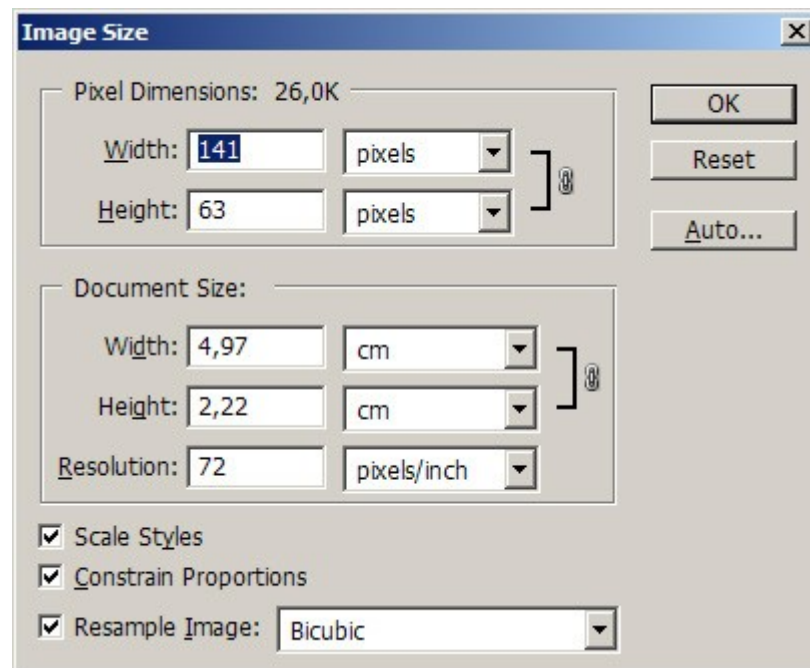 Image Size
Pixel Dimensions: 26,0K
OK
Width: 141 pixels
Reset
Height: 63 pixels
Auto...
Document Size:
Width: 4,97 cm
Height: 2,22 cm
Resolution: 72 pixels/inch
Scale Styles
Constrain Proportions
Resample Image: Bicubic